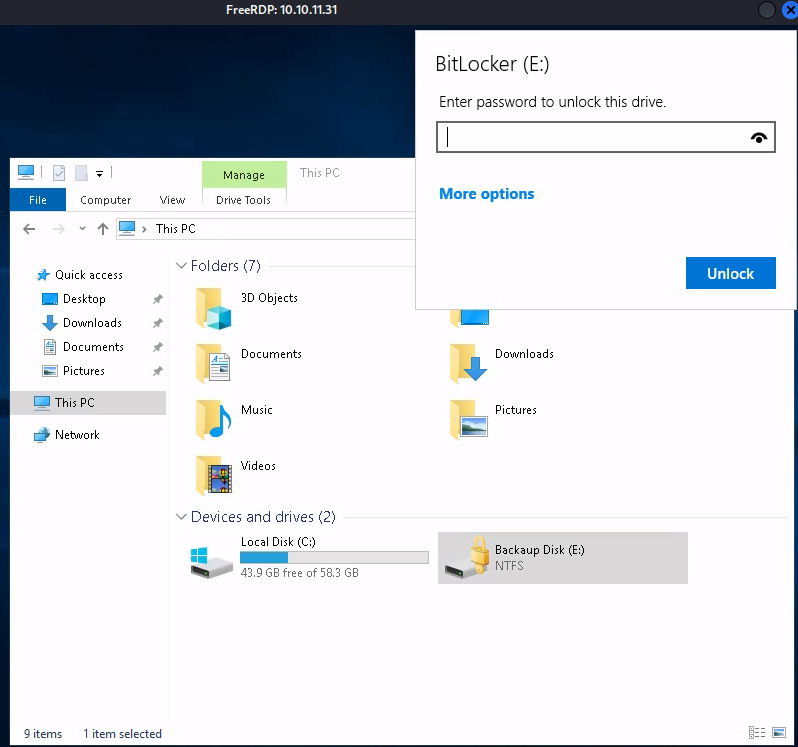 FreeRDP: 10.10.11.31
BitLocker (E:)
Enter password to unlock this drive.
More options
Unlock
Manage
This PC
File
Computer
View
Drive Tools
This PC
Quick access
Desktop
Downloads
Documents
Pictures
This PC
Network
Folders (7)
3D Objects
Documents
Downloads
Music
Pictures
Videos
Devices and drives (2)
Local Disk (C:)
43.9 GB free of 58.3 GB
Backaup Disk (E:)
NTFS
9 items
1 item selected